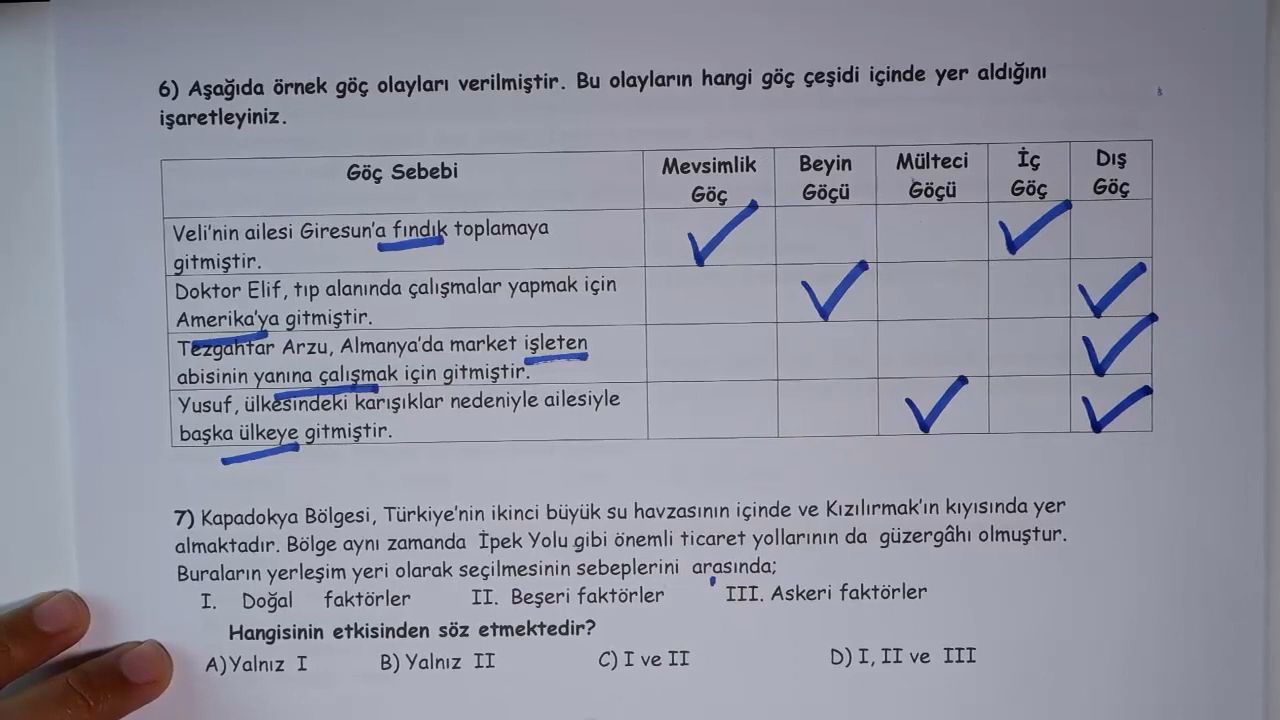 6) Aşağıda örnek göç olayları verilmiştir. Bu olayların hangi göç çeşidi içinde yer aldığını
işaretleyiniz.
Göç Sebebi
Mevsimlik
Göç
Beyin
Göçü
Mülteci
Göçü
İç
Göç
Dış
Göç
Veli'nin ailesi Giresun'a fındık toplamaya
gitmiştir.
Doktor Elif, tıp alanında çalışmalar yapmak için
Amerika'ya gitmiştir.
Tezgahtar Arzu, Almanya'da market işleten
abisinin yanına çalışmak için gitmiştir.
Yusuf, ülkesindeki karışıklar nedeniyle ailesiyle
başka ülkeye gitmiştir.
7) Kapadokya Bölgesi, Türkiye'nin ikinci büyük su havzasının içinde ve Kızılırmak'ın kıyısında yer
almaktadır. Bölge aynı zamanda İpek Yolu gibi önemli ticaret yollarının da güzergâhı olmuştur.
Buraların yerleşim yeri olarak seçilmesinin sebeplerini arasında;
I. Doğal faktörler II. Beşeri faktörler III. Askeri faktörler
Hangisinin etkisinden söz etmektedir?
A) Yalnız I B) Yalnız II C) I ve II D) I, II ve III